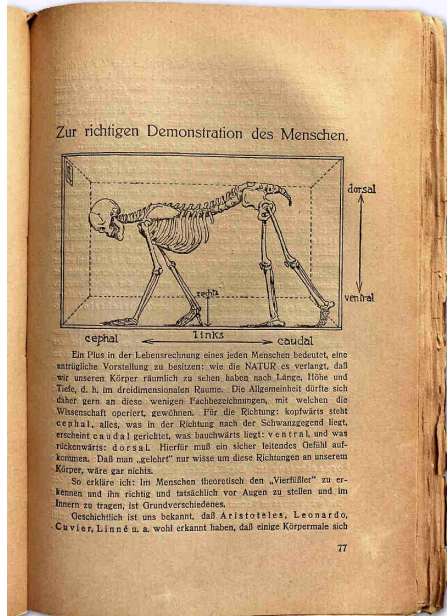 Zur richtigen Demonstration des Menschen.
dorsal
ventral
rechts
links
cephal
caudal
Ein Plus in der Lebensrechnung eines jeden Menschen bedeutet, eine
untrügliche Vorstellung zu besitzen: wie die NATUR es verlangt, daß
wir unseren Körper räumlich zu sehen haben nach Länge, Höhe und
Tiefe, d. h. im dreidimensionalen Raume. Die Allgemeinheit dürfte sich
daher gern an diese wenigen Fachbezeichnungen, mit welchen die
Wissenschaft operiert, gewöhnen. Für die Richtung: kopfwärts steht
cephal, alles, was in der Richtung nach der Schwanzgegend liegt,
erscheint caudal gerichtet, was bauchwärts liegt: ventral, und was
rückenwärts: dorsal. Hierfür muß ein sicher leitendes Gefühl auf-
kommen. Daß man „gelehrt" nur wisse um diese Richtungen an unserem
Körper, wäre gar nichts.
So erkläre ich: Im Menschen theoretisch den „Vierfüßler" zu er-
kennen und ihn richtig und tatsächlich vor Augen zu stellen und im
Innern zu tragen, ist Grundverschiedenes.
Geschichtlich ist uns bekannt, daß Aristoteles, Leonardo,
Cuvier, Linné u. a. wohl erkannt haben, daß einige Körpermale sich
77